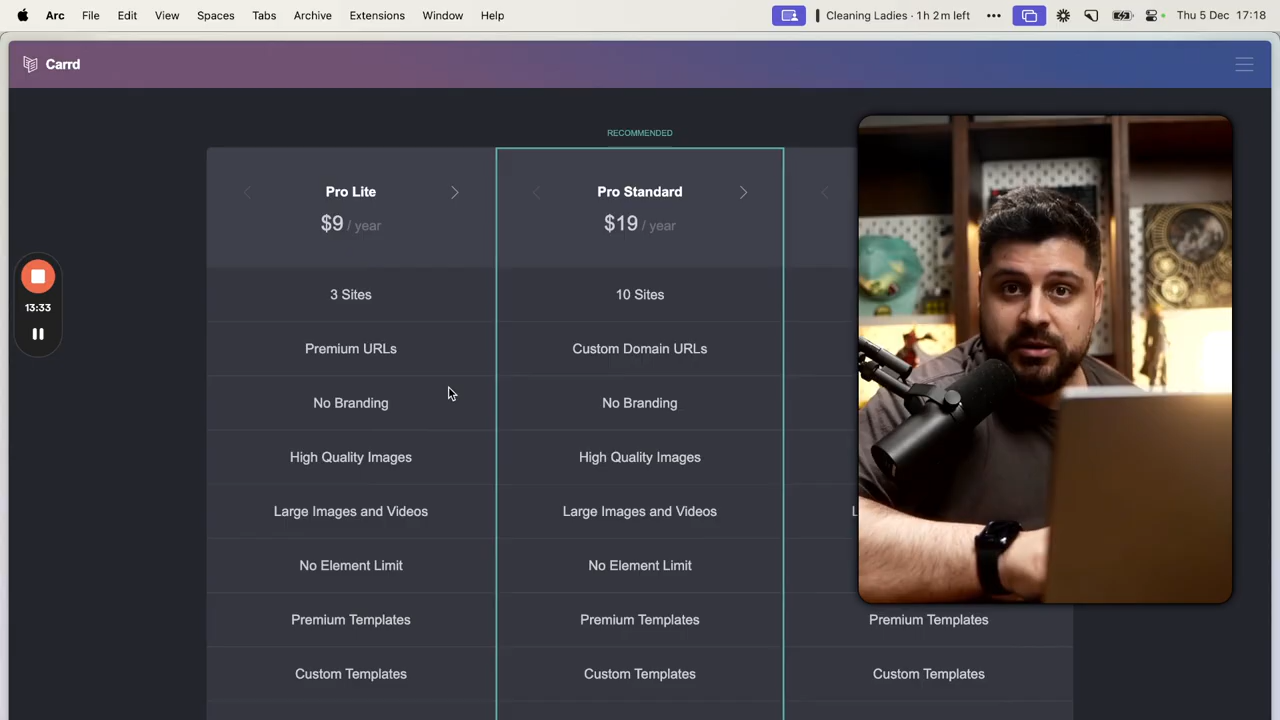 Arc File Edit View Spaces Tabs Archive Extensions Window Help
Cleaning Ladies · 1h 2m left ••• Thu 5 Dec 17:18
Carrd
RECOMMENDED
Pro Lite
$9 / year
3 Sites
Premium URLs
No Branding
High Quality Images
Large Images and Videos
No Element Limit
Premium Templates
Custom Templates
Pro Standard
$19 / year
10 Sites
Custom Domain URLs
No Branding
High Quality Images
Large Images and Videos
No Element Limit
Premium Templates
Custom Templates
L
Premium Templates
Custom Templates
13:33